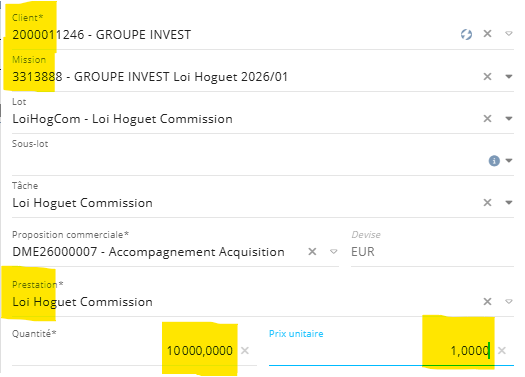 Client*
2000011246 - GROUPE INVEST
Mission
3313888 - GROUPE INVEST Loi Hoguet 2026/01
Lot
LoiHogCom - Loi Hoguet Commission
Sous-lot
Tâche
Loi Hoguet Commission
Proposition commerciale* Devise
DME26000007 - Accompagnement Acquisition EUR
Prestation*
Loi Hoguet Commission
Quantité* Prix unitaire
10 000,0000 1,0000